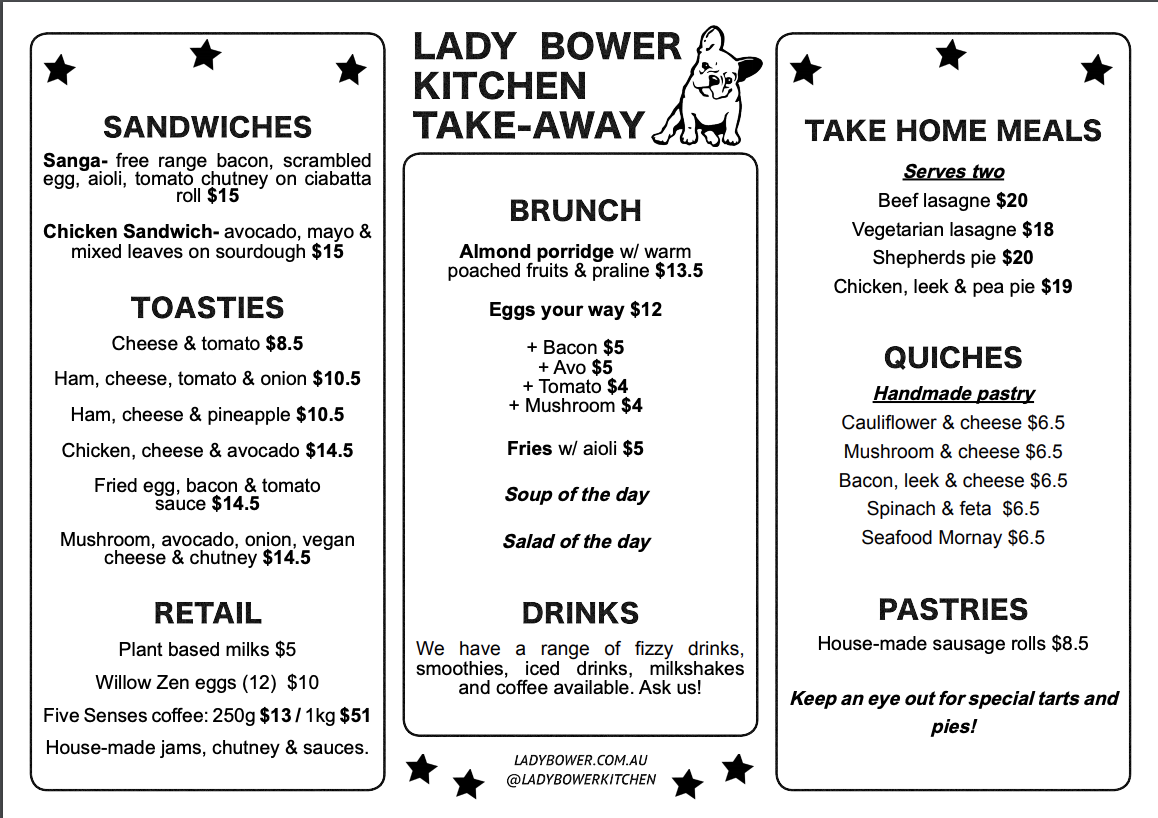 SANDWICHES
Sanga- free range bacon, scrambled
egg, aioli, tomato chutney on ciabatta
roll $15
Chicken Sandwich- avocado, mayo &
mixed leaves on sourdough $15
TOASTIES
Cheese & tomato $8.5
Ham, cheese, tomato & onion $10.5
Ham, cheese & pineapple $10.5
Chicken, cheese & avocado $14.5
Fried egg, bacon & tomato
sauce $14.5
Mushroom, avocado, onion, vegan
cheese & chutney $14.5
RETAIL
Plant based milks $5
Willow Zen eggs (12) $10
Five Senses coffee: 250g $13 / 1kg $51
House-made jams, chutney & sauces.
LADY BOWER
KITCHEN
TAKE-AWAY
BRUNCH
Almond porridge w/ warm
poached fruits & praline $13.5
Eggs your way $12
+ Bacon $5
+ Avo $5
+ Tomato $4
+ Mushroom $4
Fries w/ aioli $5
Soup of the day
Salad of the day
DRINKS
We have a range of fizzy drinks,
smoothies, iced drinks, milkshakes
and coffee available. Ask us!
LADYBOWER.COM.AU
@LADYBOWERKITCHEN
TAKE HOME MEALS
Serves two
Beef lasagne $20
Vegetarian lasagne $18
Shepherds pie $20
Chicken, leek & pea pie $19
QUICHES
Handmade pastry
Cauliflower & cheese $6.5
Mushroom & cheese $6.5
Bacon, leek & cheese $6.5
Spinach & feta $6.5
Seafood Mornay $6.5
PASTRIES
House-made sausage rolls $8.5
Keep an eye out for special tarts and
pies!